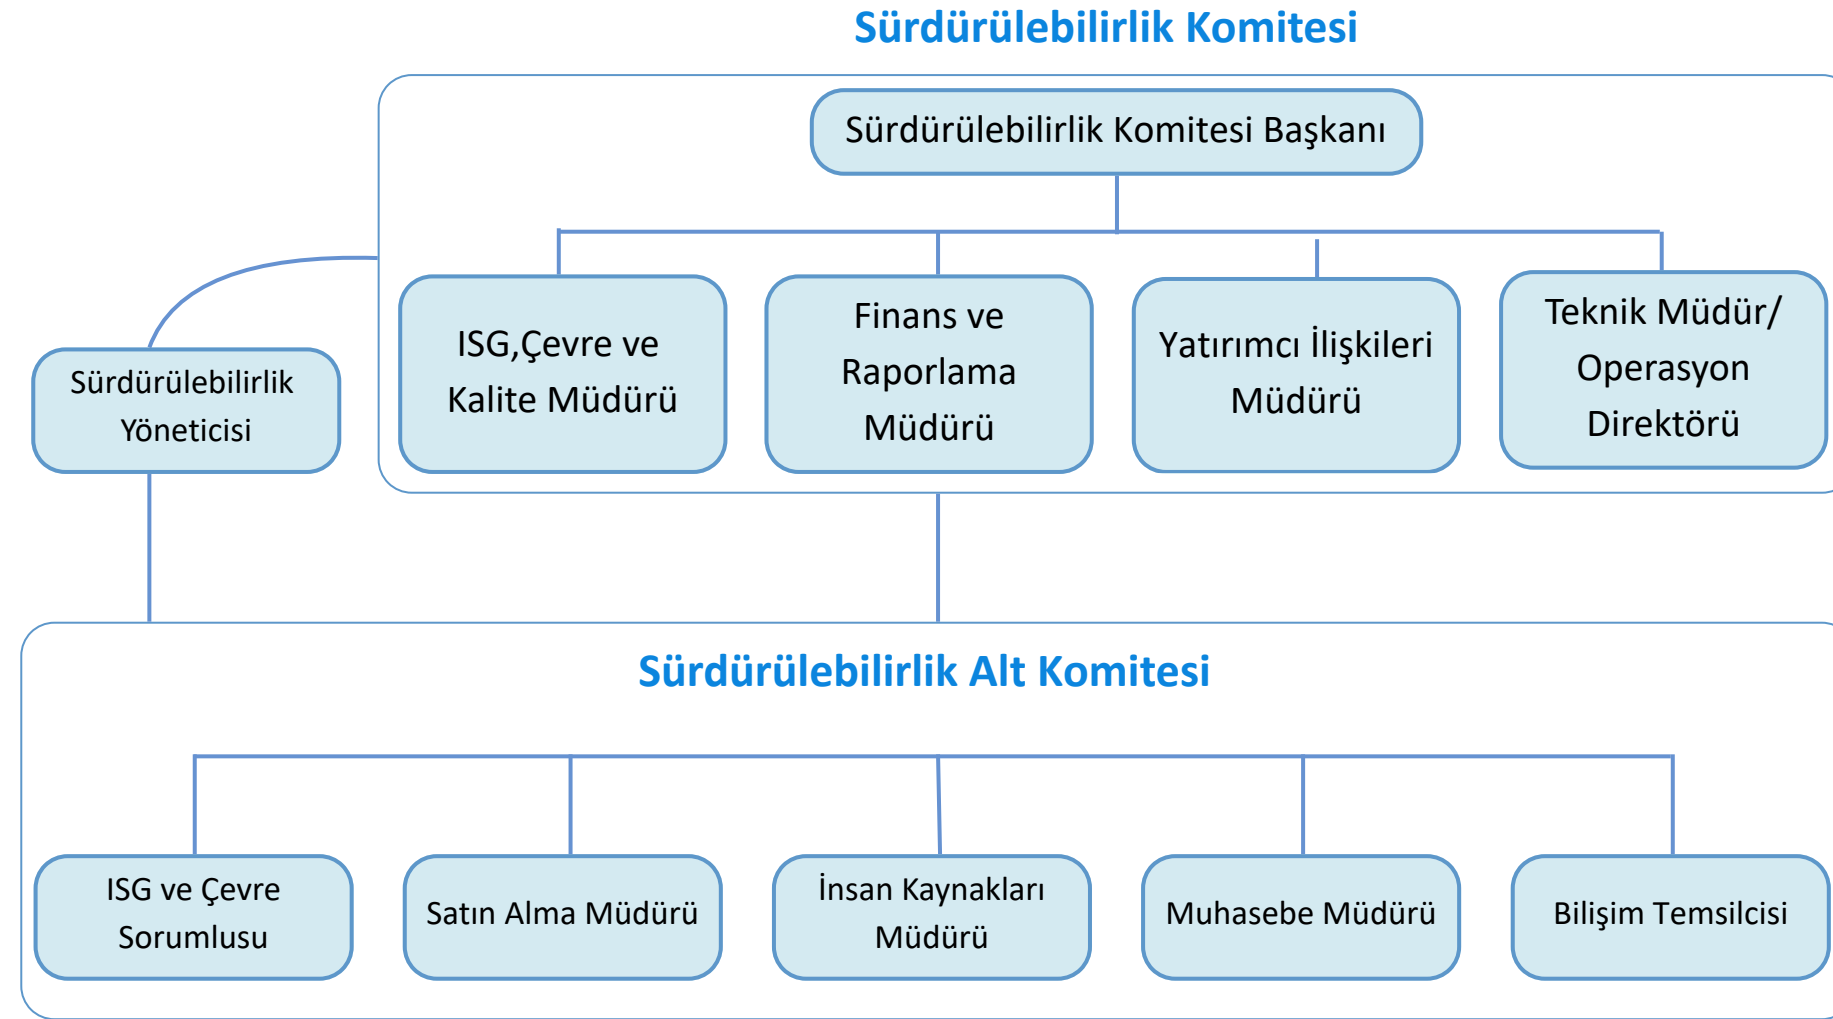 Sürdürülebilirlik Komitesi
Sürdürülebilirlik Komitesi Başkanı
ISG,Çevre ve
Kalite Müdürü
Finans ve
Raporlama
Müdürü
Yatırımcı İlişkileri
Müdürü
Teknik Müdür/
Operasyon
Direktörü
Sürdürülebilirlik
Yöneticisi
Sürdürülebilirlik Alt Komitesi
ISG ve Çevre
Sorumlusu
Satın Alma Müdürü
İnsan Kaynakları
Müdürü
Muhasebe Müdürü
Bilişim Temsilcisi